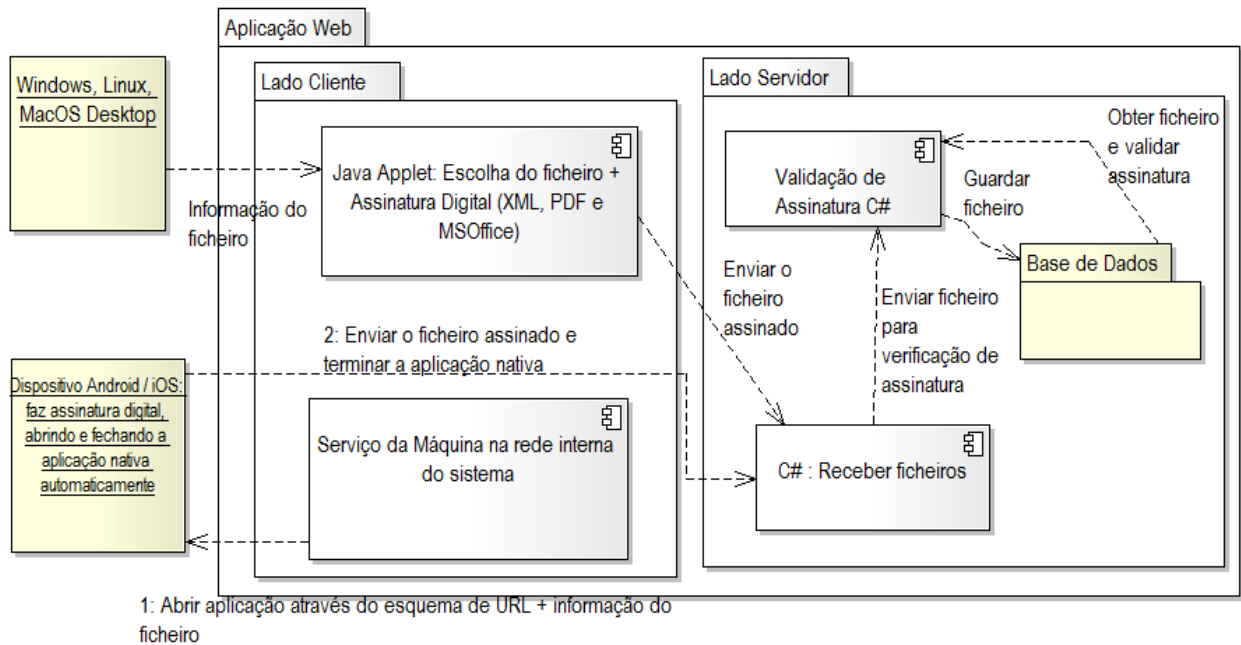 Aplicação Web
Windows, Linux,
MacOS Desktop
Lado Cliente
Java Applet: Escolha do ficheiro +
Assinatura Digital (XML, PDF e
MSOffice)
Informação do
ficheiro
Lado Servidor
Validação de
Assinatura C#
Obter ficheiro
e validar
assinatura
Guardar
ficheiro
Base de Dados
Enviar o
ficheiro
assinado
Enviar ficheiro
para
verificação de
assinatura
2: Enviar o ficheiro assinado e
terminar a aplicação nativa
Dispositivo Android / iOS:
faz assinatura digital,
abrindo e fechando a
aplicação nativa
automaticamente
Serviço da Máquina na rede interna
do sistema
C# : Receber ficheiros
1: Abrir aplicação através do esquema de URL + informação do
ficheiro